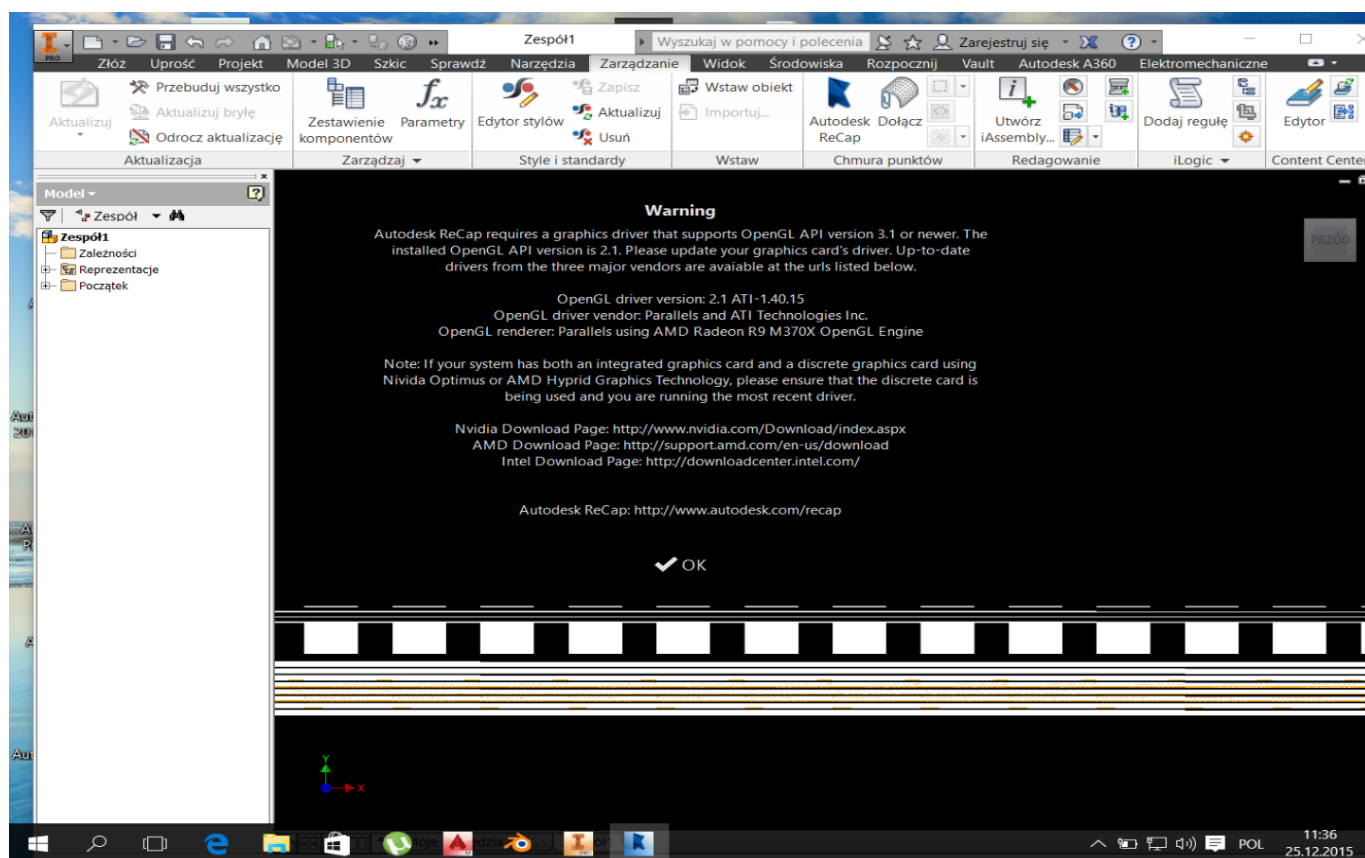 PRO
Zespół1
Wyszukaj w pomocy i polecenia
Zarejestruj się
Złóż Uprość Projekt Model 3D Szkic Sprawdź Narzędzia Zarządzanie Widok Środowiska Rozpocznij Vault Autodesk A360 Elektromechaniczne
Aktualizuj
Przebuduj wszystko
Aktualizuj bryłę
Odrocz aktualizację
Zestawienie
komponentów
Parametry
Edytor stylów
Zapisz
Aktualizuj
Usuń
Wstaw obiekt
Importuj...
Autodesk
ReCap
Dołącz
Utwórz
iAssembly...
Dodaj regułę
Edytor
Aktualizacja
Zarządzaj
Style i standardy
Wstaw
Chmura punktów
Redagowanie
iLogic
Content Center
Model
Zespół
Zespół1
Zależności
Reprezentacje
Początek
PRZÓD
Warning
Autodesk ReCap requires a graphics driver that supports OpenGL API version 3.1 or newer. The
installed OpenGL API version is 2.1. Please update your graphics card's driver. Up-to-date
drivers from the three major vendors are avaiable at the urls listed below.
OpenGL driver version: 2.1 ATI-1.40.15
OpenGL driver vendor: Parallels and ATI Technologies Inc.
OpenGL renderer: Parallels using AMD Radeon R9 M370X OpenGL Engine
Note: If your system has both an integrated graphics card and a discrete graphics card using
Nivida Optimus or AMD Hyprid Graphics Technology, please ensure that the discrete card is
being used and you are running the most recent driver.
Nvidia Download Page: http://www.nvidia.com/Download/index.aspx
AMD Download Page: http://support.amd.com/en-us/download
Intel Download Page: http://downloadcenter.intel.com/
Autodesk ReCap: http://www.autodesk.com/recap
OK
Y
X
POL
11:36
25.12.2015